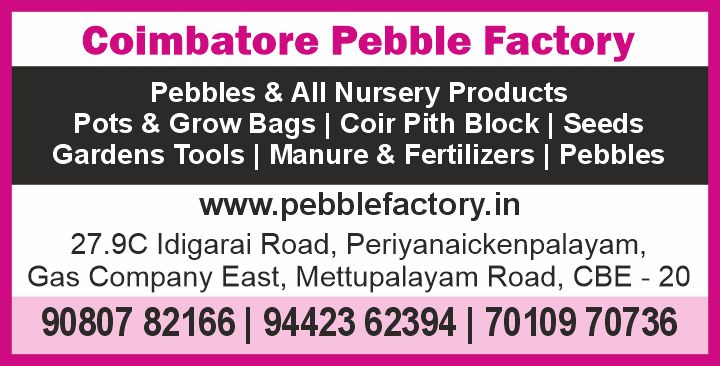 Coimbatore Pebble Factory
Pebbles & All Nursery Products
Pots & Grow Bags | Coir Pith Block | Seeds
Gardens Tools | Manure & Fertilizers | Pebbles
www.pebblefactory.in
27.9C Idigarai Road, Periyanaickenpalayam,
Gas Company East, Mettupalayam Road, CBE - 20
90807 82166 | 94423 62394 | 70109 70736